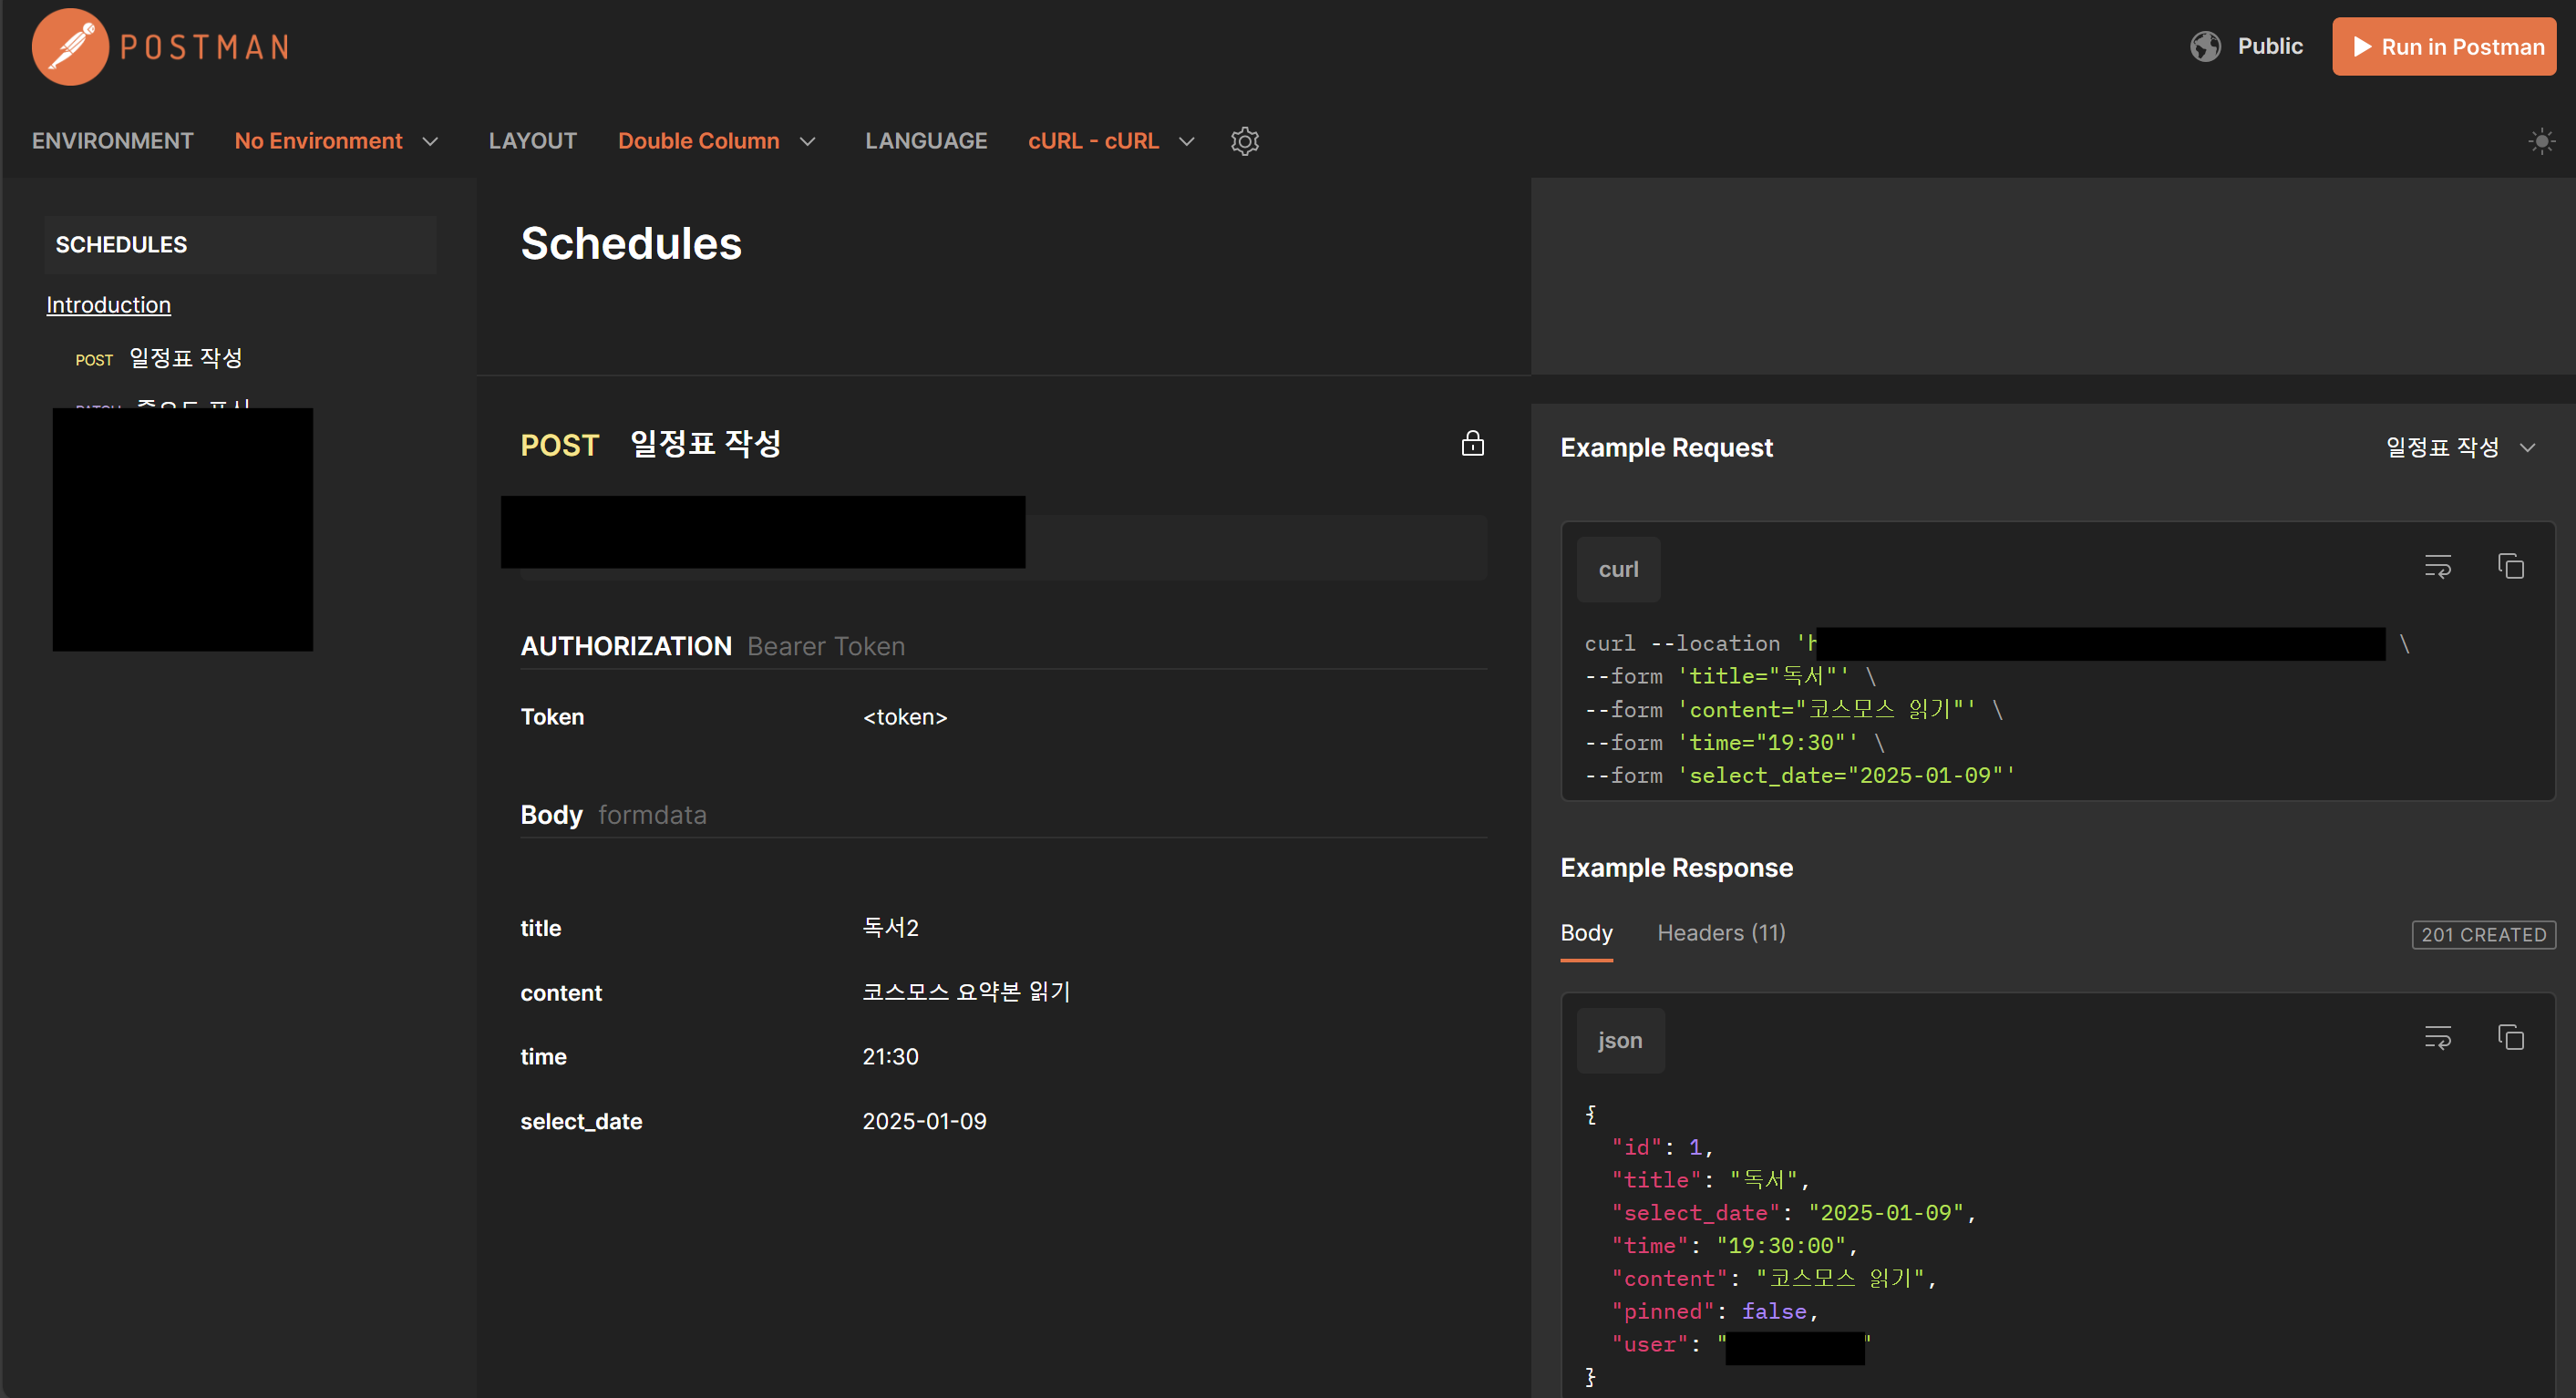 POSTMAN
Public
Run in Postman
ENVIRONMENT No Environment LAYOUT Double Column LANGUAGE cURL - cURL
SCHEDULES
Introduction
POST 일정표 작성
Schedules
POST 일정표 작성
AUTHORIZATION Bearer Token
Token <token>
Body formdata
title 독서2
content 코스모스 요약본 읽기
time 21:30
select_date 2025-01-09
Example Request 일정표 작성
curl
curl --location 'h \
--form 'title="독서"' \
--form 'content="코스모스 읽기"' \
--form 'time="19:30"' \
--form 'select_date="2025-01-09"'
Example Response
Body Headers (11) 201 CREATED
json
{
"id": 1,
"title": "독서",
"select_date": "2025-01-09",
"time": "19:30:00",
"content": "코스모스 읽기",
"pinned": false,
"user": " "
}